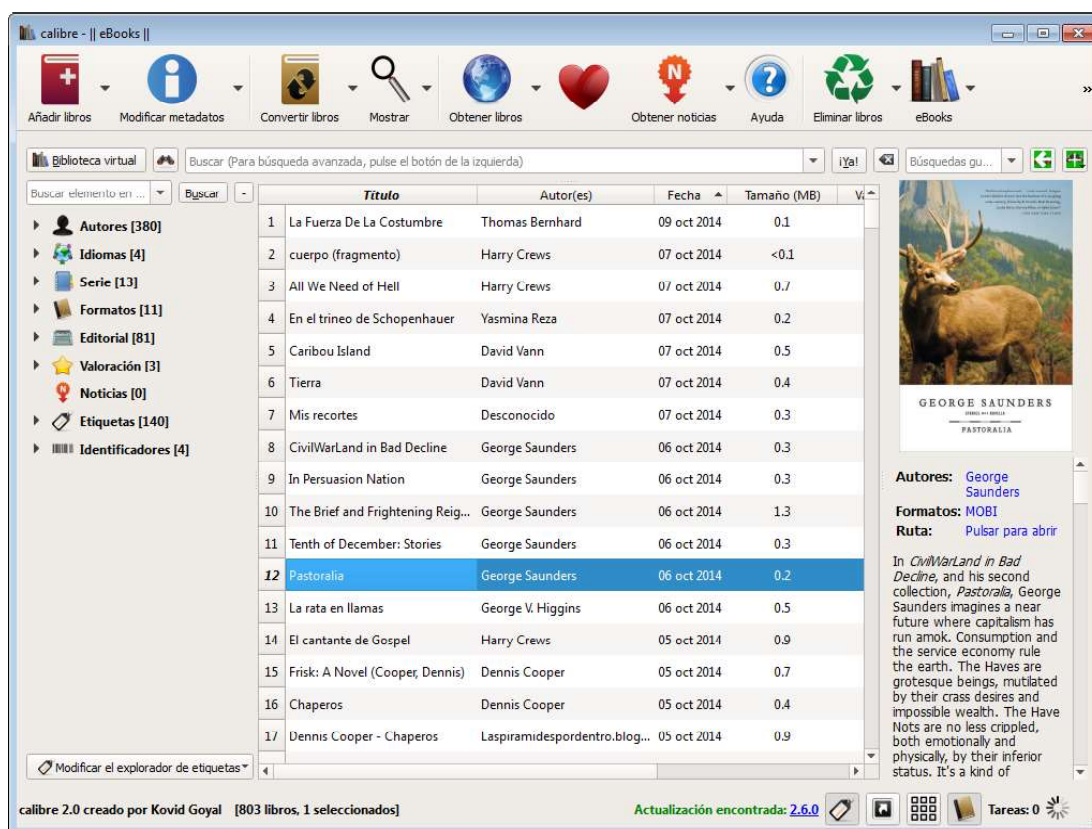 calibre - || eBooks ||
Añadir libros Modificar metadatos Convertir libros Mostrar Obtener libros Obtener noticias Ayuda Eliminar libros eBooks »
Biblioteca virtual Buscar (Para búsqueda avanzada, pulse el botón de la izquierda) ¡Ya! Búsquedas gu...
Buscar elemento en ... Buscar -
Autores [380]
Idiomas [4]
Serie [13]
Formatos [11]
Editorial [81]
Valoración [3]
Noticias [0]
Etiquetas [140]
Identificadores [4]
Modificar el explorador de etiquetas
Título Autor(es) Fecha Tamaño (MB)
1 La Fuerza De La Costumbre Thomas Bernhard 09 oct 2014 0.1
2 cuerpo (fragmento) Harry Crews 07 oct 2014 <0.1
3 All We Need of Hell Harry Crews 07 oct 2014 0.7
4 En el trineo de Schopenhauer Yasmina Reza 07 oct 2014 0.2
5 Caribou Island David Vann 07 oct 2014 0.5
6 Tierra David Vann 07 oct 2014 0.4
7 Mis recortes Desconocido 07 oct 2014 0.3
8 CivilWarLand in Bad Decline George Saunders 06 oct 2014 0.3
9 In Persuasion Nation George Saunders 06 oct 2014 0.3
10 The Brief and Frightening Reig... George Saunders 06 oct 2014 1.3
11 Tenth of December: Stories George Saunders 06 oct 2014 0.3
12 Pastoralia George Saunders 06 oct 2014 0.2
13 La rata en llamas George V. Higgins 06 oct 2014 0.5
14 El cantante de Gospel Harry Crews 05 oct 2014 0.9
15 Frisk: A Novel (Cooper, Dennis) Dennis Cooper 05 oct 2014 0.7
16 Chaperos Dennis Cooper 05 oct 2014 0.4
17 Dennis Cooper - Chaperos Laspiramidespordentro.blog... 05 oct 2014 0.9
GEORGE SAUNDERS
PASTORALIA
Autores: George
Saunders
Formatos: MOBI
Ruta: Pulsar para abrir
In CivilWarLand in Bad
Decline, and his second
collection, Pastoralia, George
Saunders imagines a near
future where capitalism has
run amok. Consumption and
the service economy rule
the earth. The Haves are
grotesque beings, mutilated
by their crass desires and
impossible wealth. The Have
Nots are no less crippled,
both emotionally and
physically, by their inferior
status. It's a kind of
calibre 2.0 creado por Kovid Goyal [803 libros, 1 seleccionados] Actualización encontrada: 2.6.0 Tareas: 0